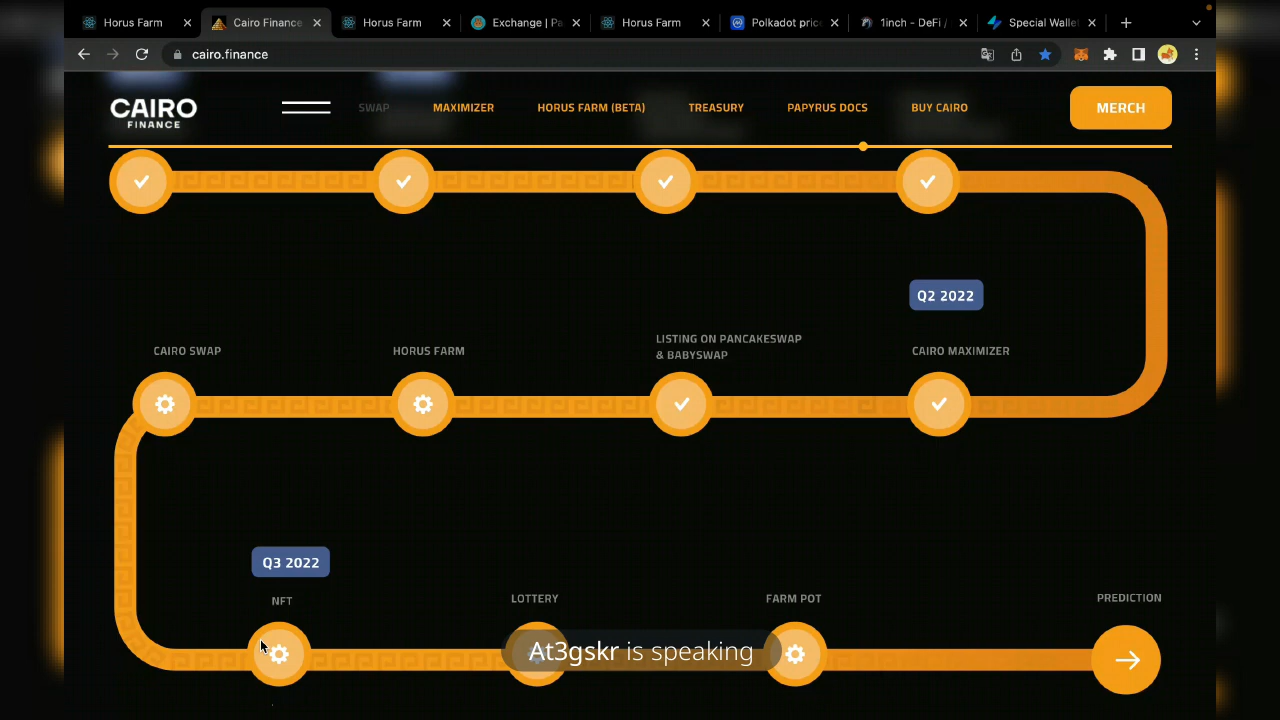 Horus Farm
Cairo Finance
Horus Farm
Exchange | Pa
Horus Farm
Polkadot pric
1inch - DeFi /
Special Wallet
cairo.finance
CAIRO
FINANCE
SWAP
MAXIMIZER
HORUS FARM (BETA)
TREASURY
PAPYRUS DOCS
BUY CAIRO
MERCH
Q2 2022
CAIRO SWAP
HORUS FARM
LISTING ON PANCAKESWAP
& BABYSWAP
CAIRO MAXIMIZER
Q3 2022
NFT
LOTTERY
FARM POT
PREDICTION
At3gskr is speaking